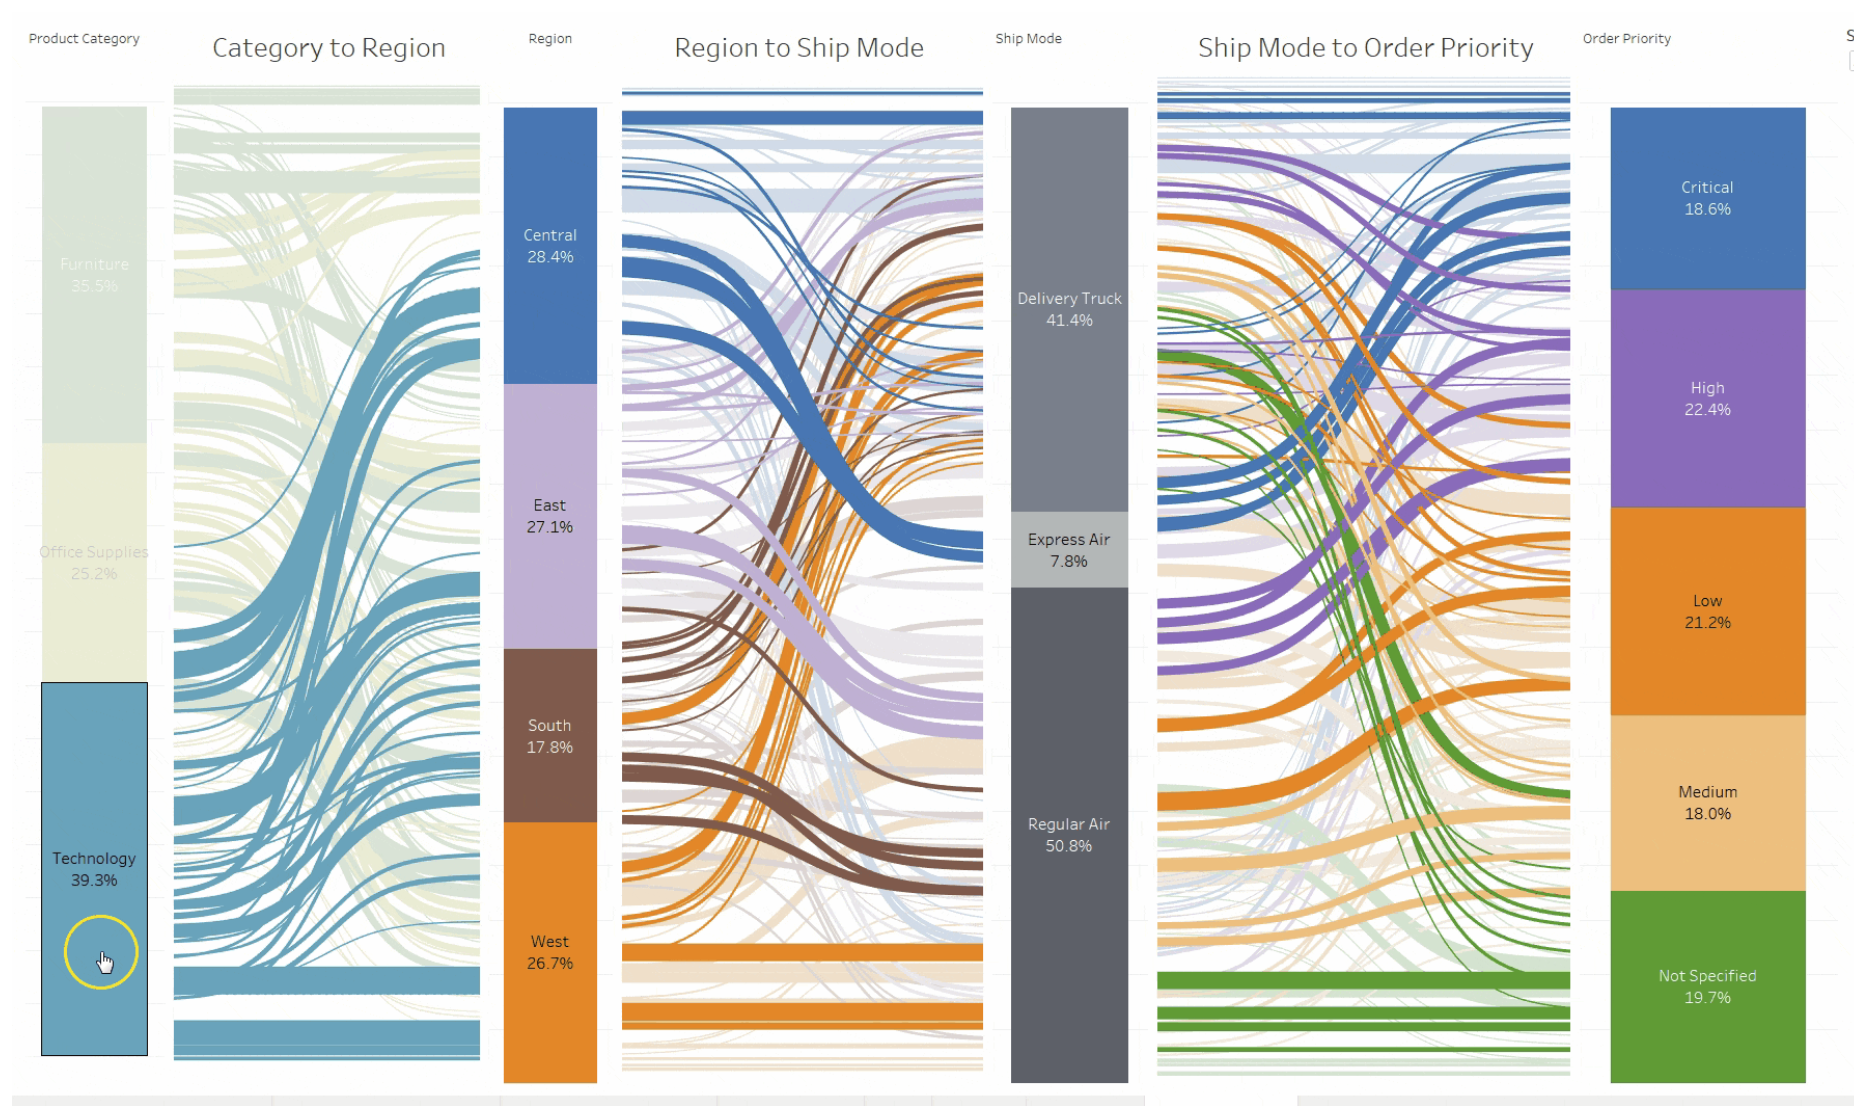 Product Category
Category to Region
Region
Region to Ship Mode
Ship Mode
Ship Mode to Order Priority
Order Priority
S
Furniture
35.5%
Office Supplies
25.2%
Technology
39.3%
Central
28.4%
East
27.1%
South
17.8%
West
26.7%
Delivery Truck
41.4%
Express Air
7.8%
Regular Air
50.8%
Critical
18.6%
High
22.4%
Low
21.2%
Medium
18.0%
Not Specified
19.7%